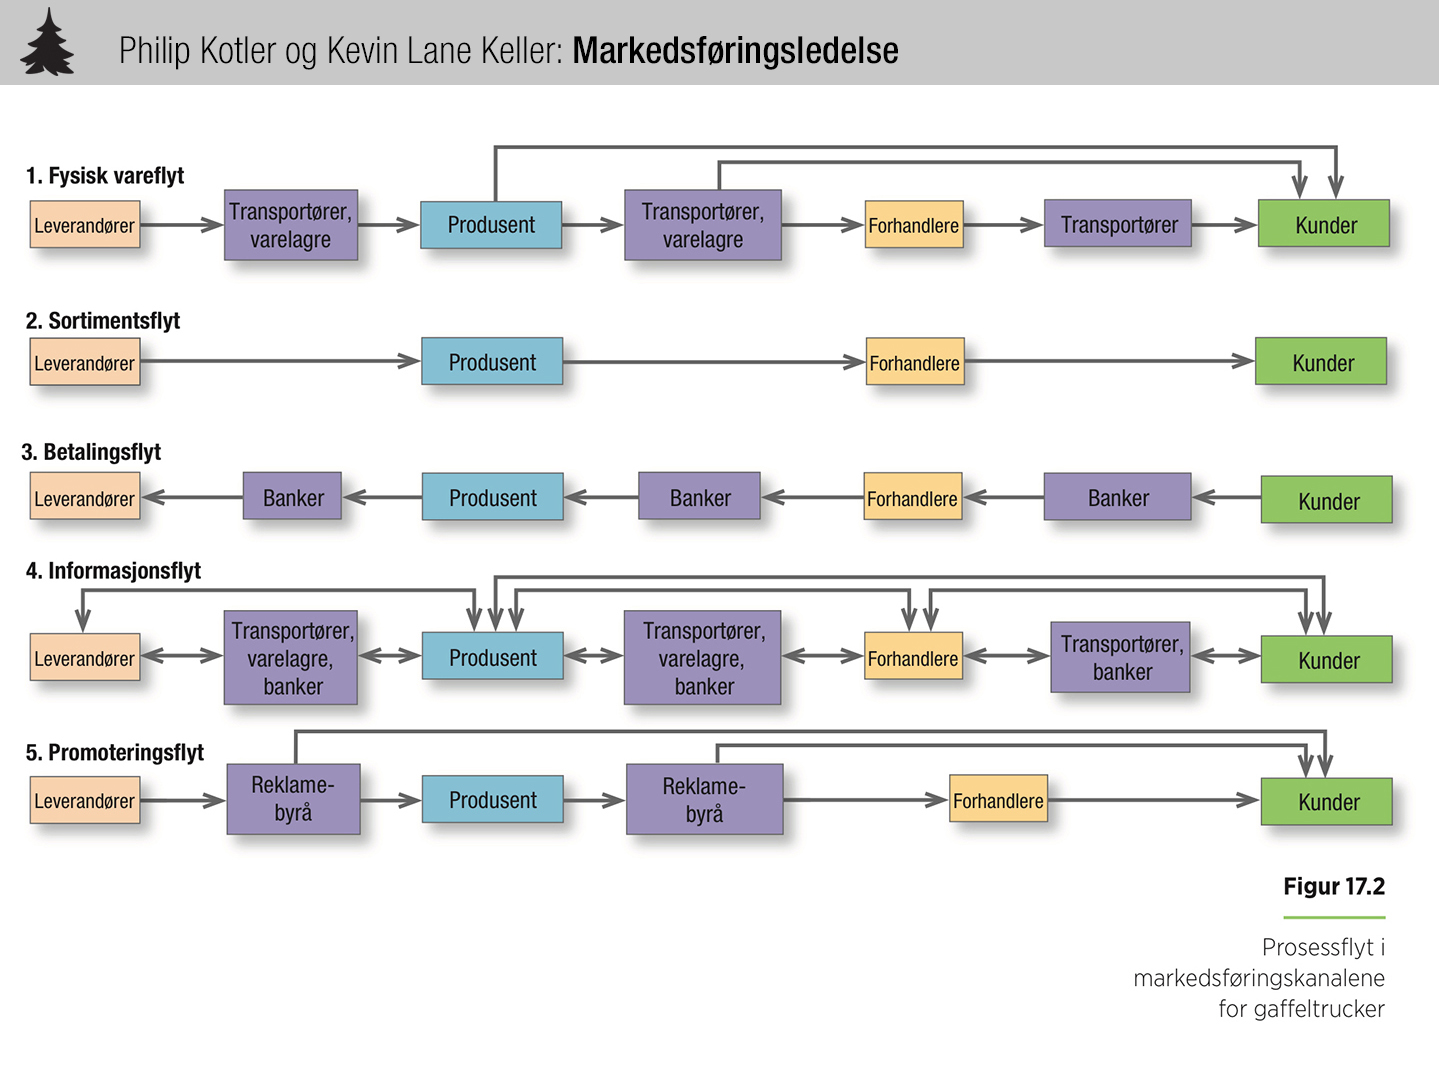 Philip Kotler og Kevin Lane Keller: Markedsføringsledelse
1. Fysisk vareflyt
Leverandører
Transportører,
varelagre
Produsent
Transportører,
varelagre
Forhandlere
Transportører
Kunder
2. Sortimentsflyt
Leverandører
Produsent
Forhandlere
Kunder
3. Betalingsflyt
Leverandører
Banker
Produsent
Banker
Forhandlere
Banker
Kunder
4. Informasjonsflyt
Leverandører
Transportører,
varelagre,
banker
Produsent
Transportører,
varelagre,
banker
Forhandlere
Transportører,
banker
Kunder
5. Promoteringsflyt
Leverandører
Reklame-
byrå
Produsent
Reklame-
byrå
Forhandlere
Kunder
Figur 17.2
Prosessflyt i
markedsføringskanalene
for gaffeltrucker